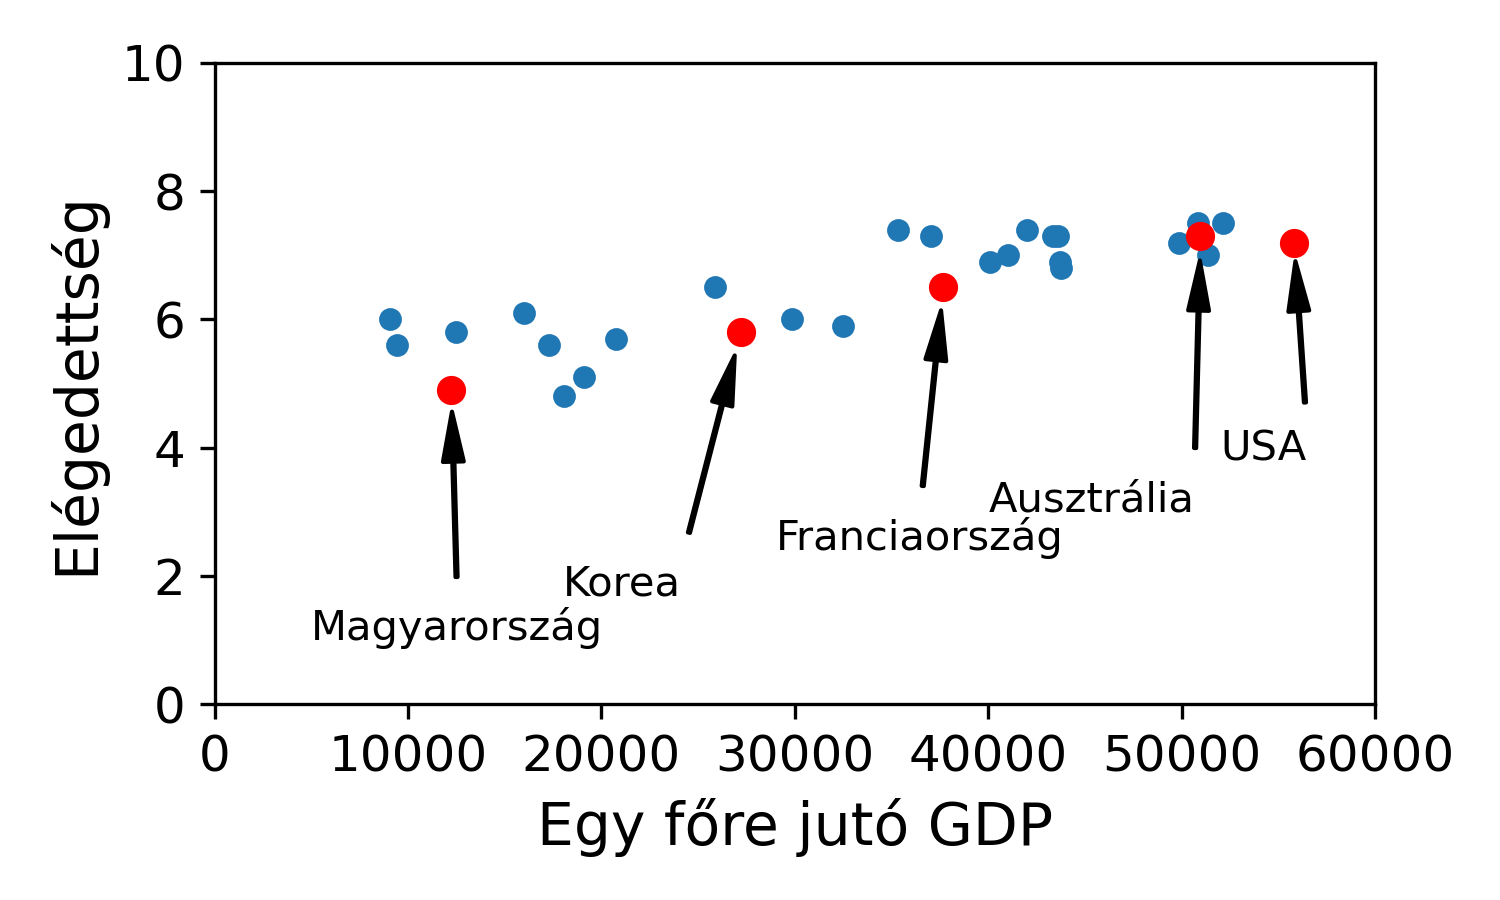 10
8
6
4
2
0
Elégedettség
USA
Ausztrália
Franciaország
Korea
Magyarország
0 10000 20000 30000 40000 50000 60000
Egy főre jutó GDP